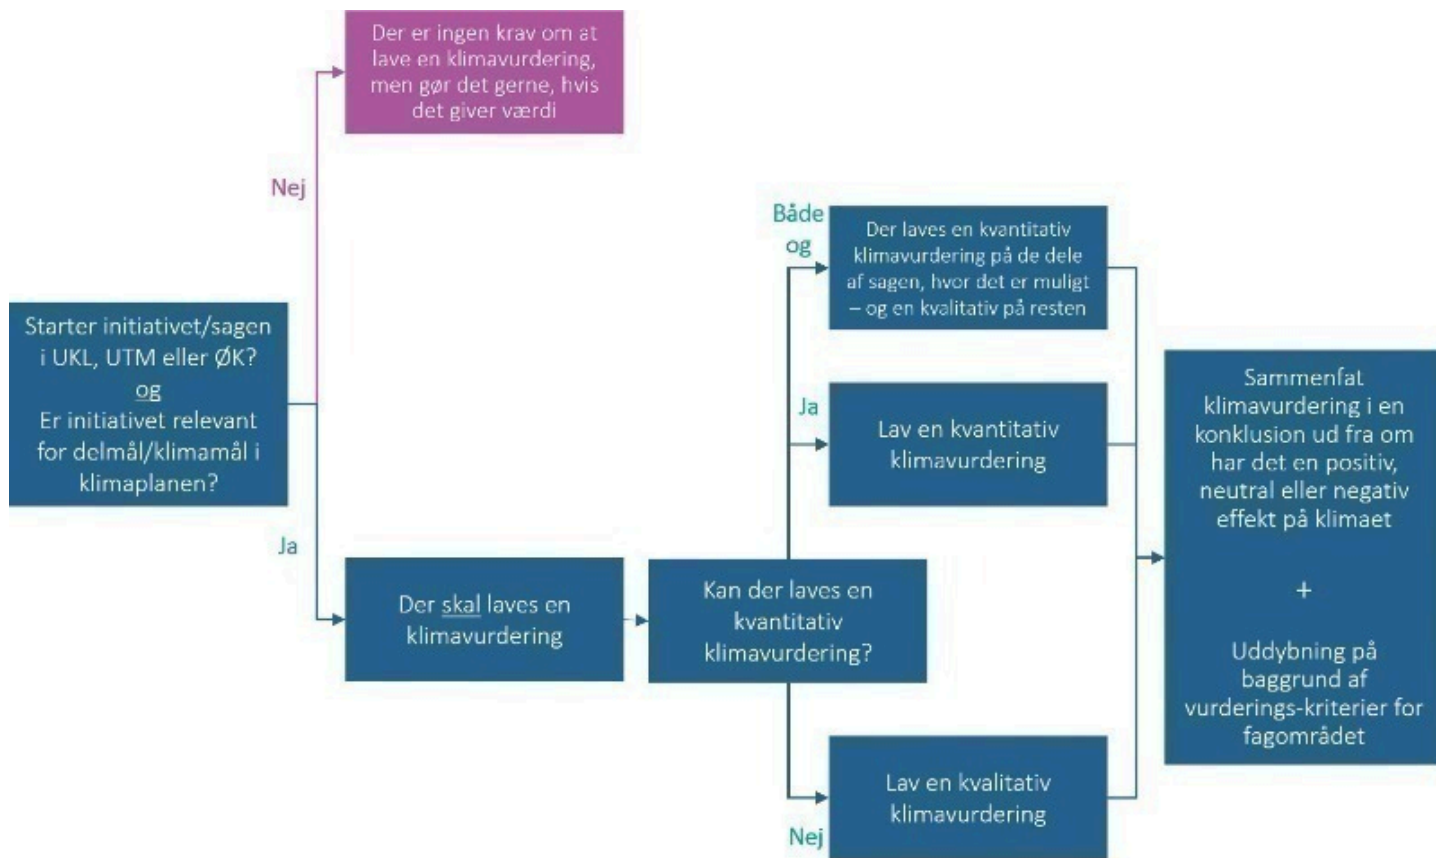 Der er ingen krav om at
lave en klimavurdering,
men gør det gerne, hvis
det giver værdi
Nej
Starter initiativet/sagen
i UKL, UTM eller ØK?
og
Er initiativet relevant
for delmål/klimamål i
klimaplanen?
Ja
Der skal laves en
klimavurdering
Kan der laves en
kvantitativ
klimavurdering?
Både
og
Der laves en kvantitativ
klimavurdering på de dele
af sagen, hvor det er muligt
– og en kvalitativ på resten
Ja
Lav en kvantitativ
klimavurdering
Nej
Lav en kvalitativ
klimavurdering
Sammenfat
klimavurdering i en
konklusion ud fra om
har det en positiv,
neutral eller negativ
effekt på klimaet
+
Uddybning på
baggrund af
vurderings-kriterier for
fagområdet